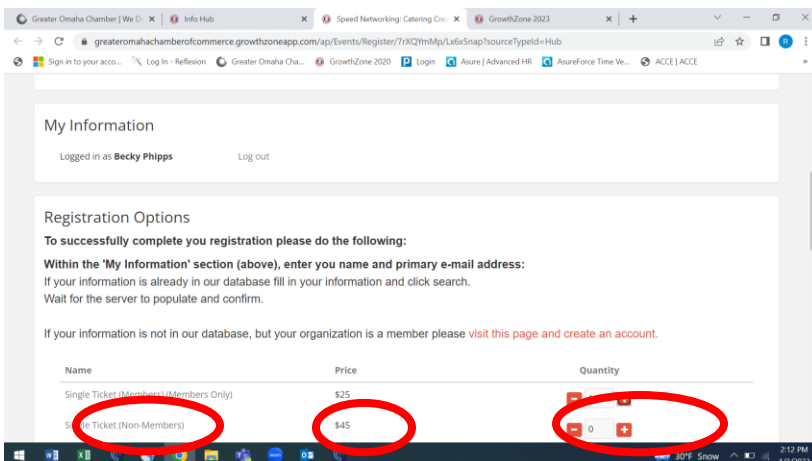 Greater Omaha Chamber | We D
Info Hub
Speed Networking: Catering Cre
GrowthZone 2023
greateromahachamberofcommerce.growthzoneapp.com/ap/Events/Register/7rXQYmMp/Lx6x5nap?sourceTypeId=Hub
R
Sign in to your acco...
Log In - Reflexion
Greater Omaha Cha...
GrowthZone 2020
Login
Asure | Advanced HR
AsureForce Time Ve...
ACCE | ACCE
My Information
Logged in as Becky Phipps
Log out
Registration Options
To successfully complete you registration please do the following:
Within the 'My Information' section (above), enter you name and primary e-mail address:
If your information is already in our database fill in your information and click search.
Wait for the server to populate and confirm.
If your information is not in our database, but your organization is a member please visit this page and create an account.
Name Price Quantity
Single Ticket (Members) (Members Only) $25
Single Ticket (Non-Members) $45 0
30°F Snow
2:12 PM